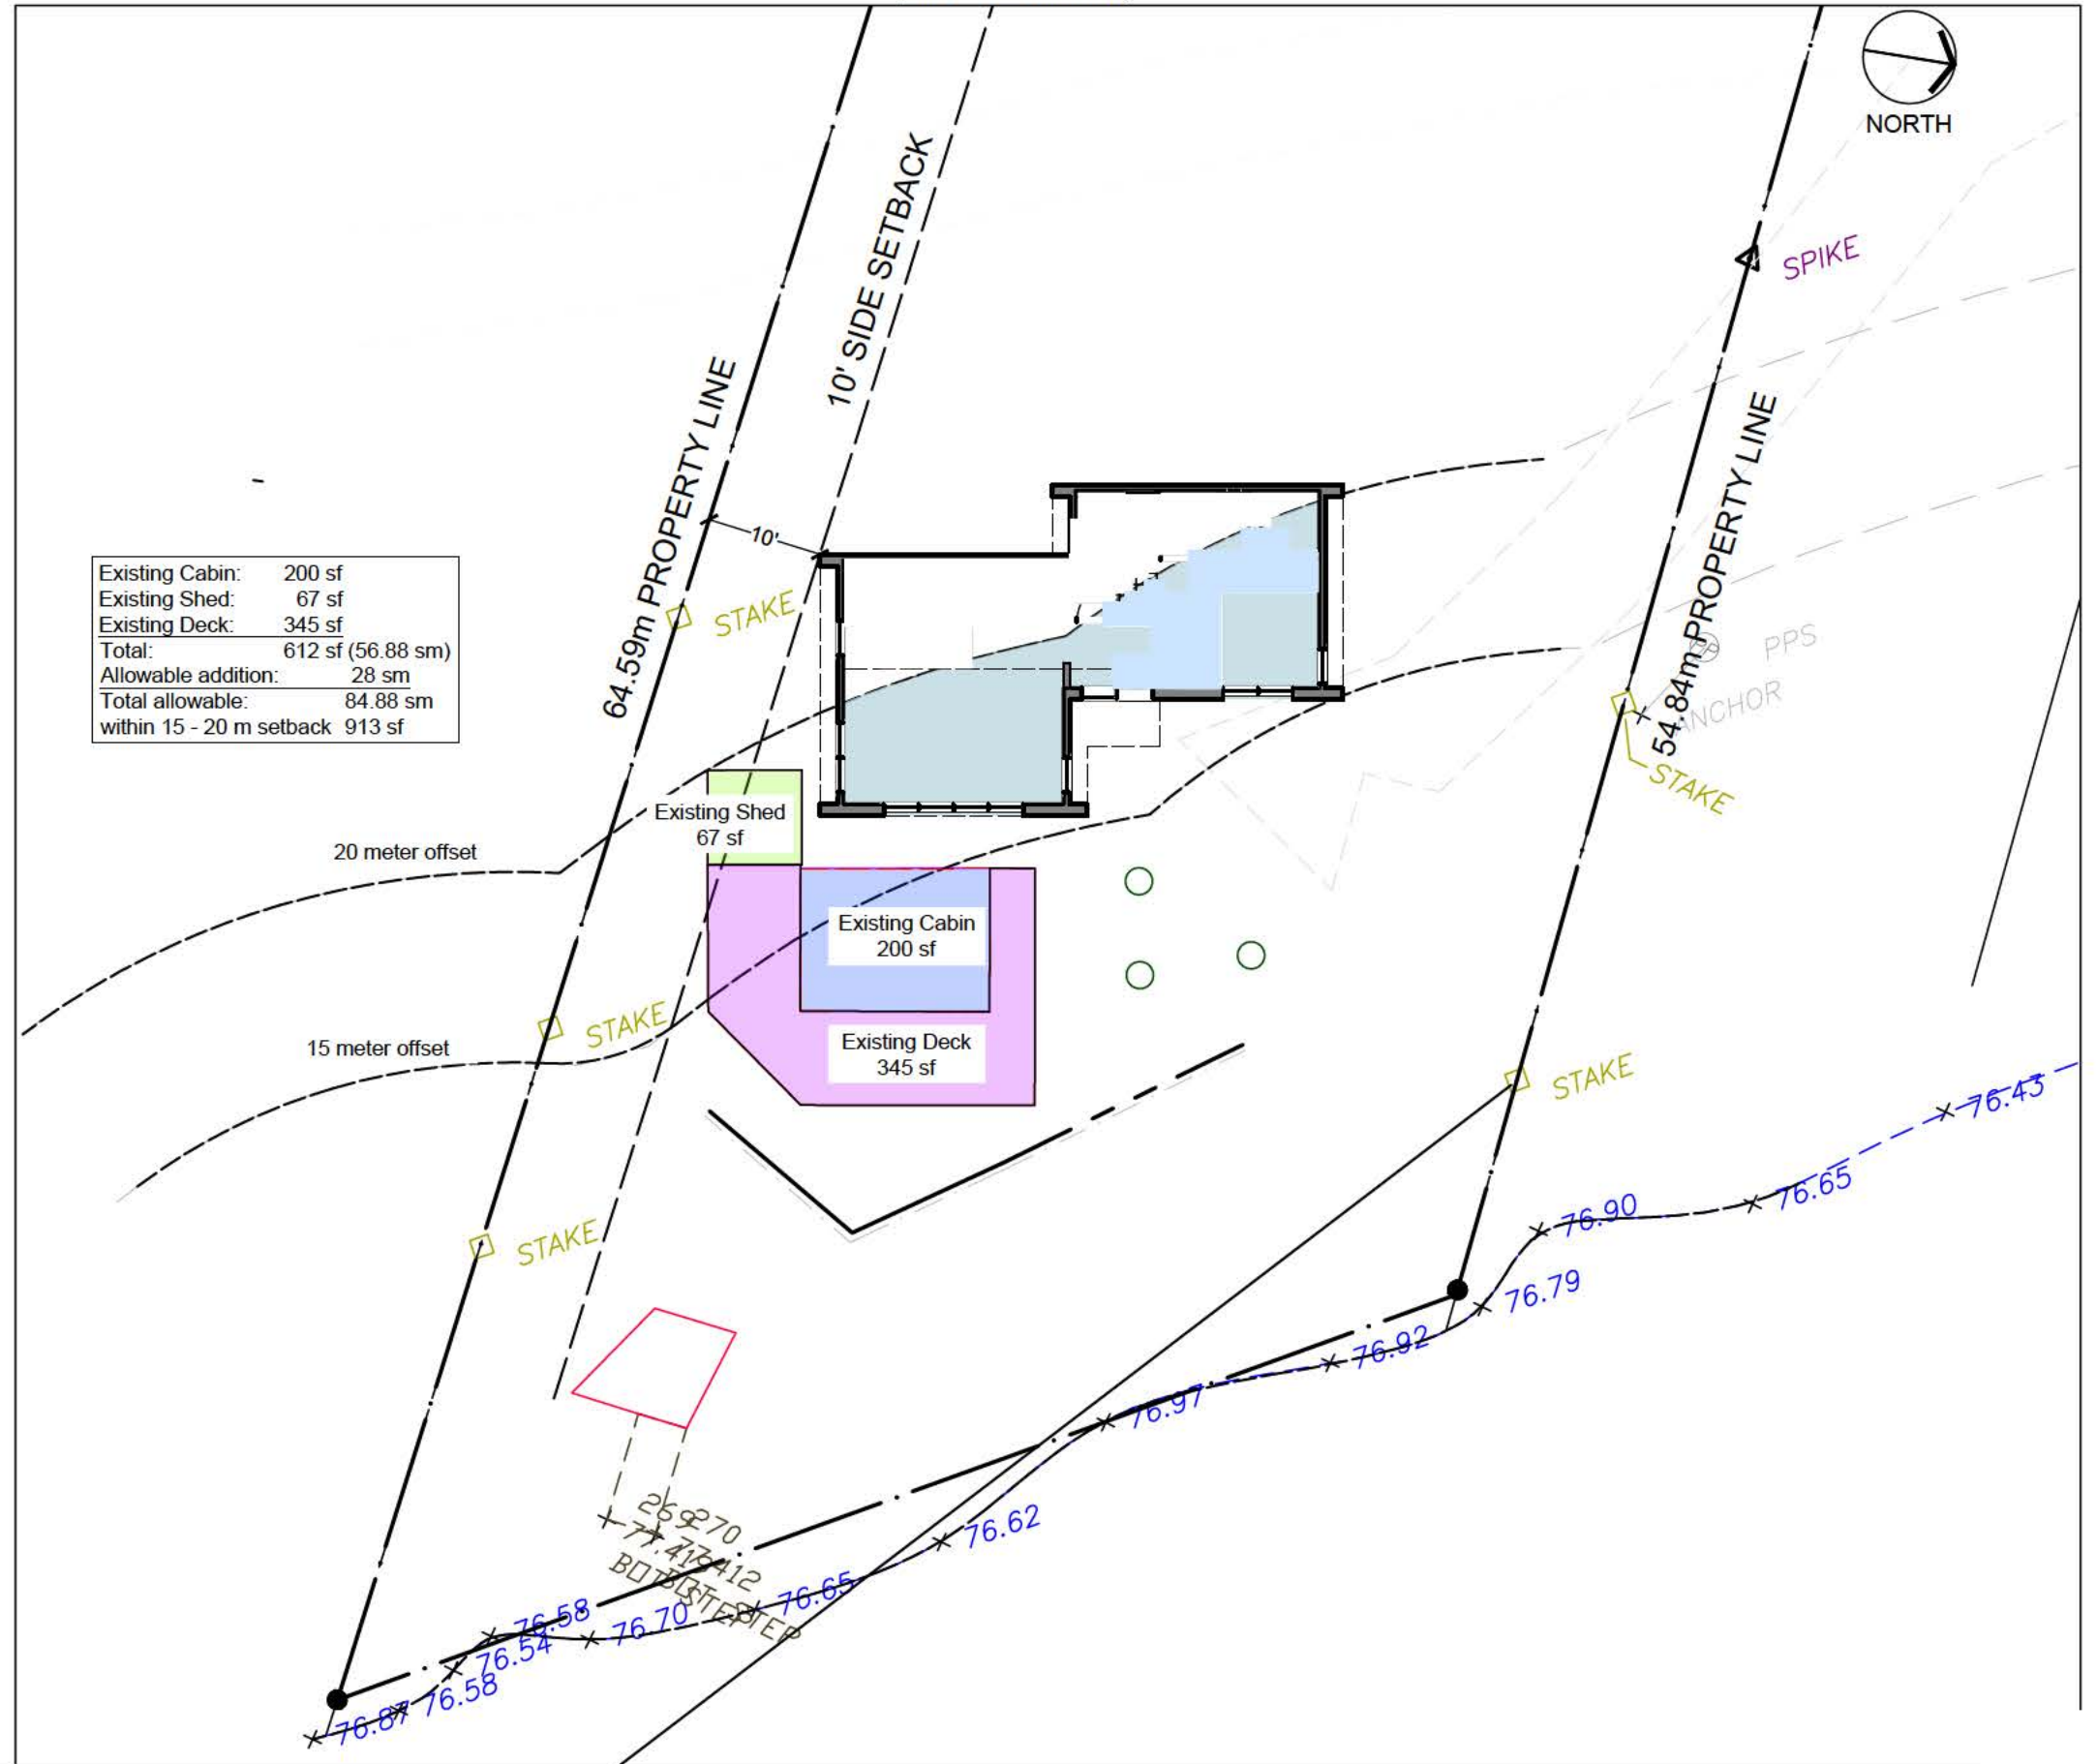 NORTH
SPIKE
10' SIDE SETBACK
64.59m PROPERTY LINE
54.84m PROPERTY LINE
10'
Existing Cabin: 200 sf
Existing Shed: 67 sf
Existing Deck: 345 sf
Total: 612 sf (56.88 sm)
Allowable addition: 28 sm
Total allowable: 84.88 sm
within 15 - 20 m setback 913 sf
STAKE
PPS
ANCHOR
STAKE
Existing Shed
67 sf
20 meter offset
Existing Cabin
200 sf
STAKE
15 meter offset
Existing Deck
345 sf
STAKE
76.43
76.65
76.90
STAKE
76.79
76.92
76.97
269270
76.62
76.65
76.58
76.70
76.54
76.58
76.87